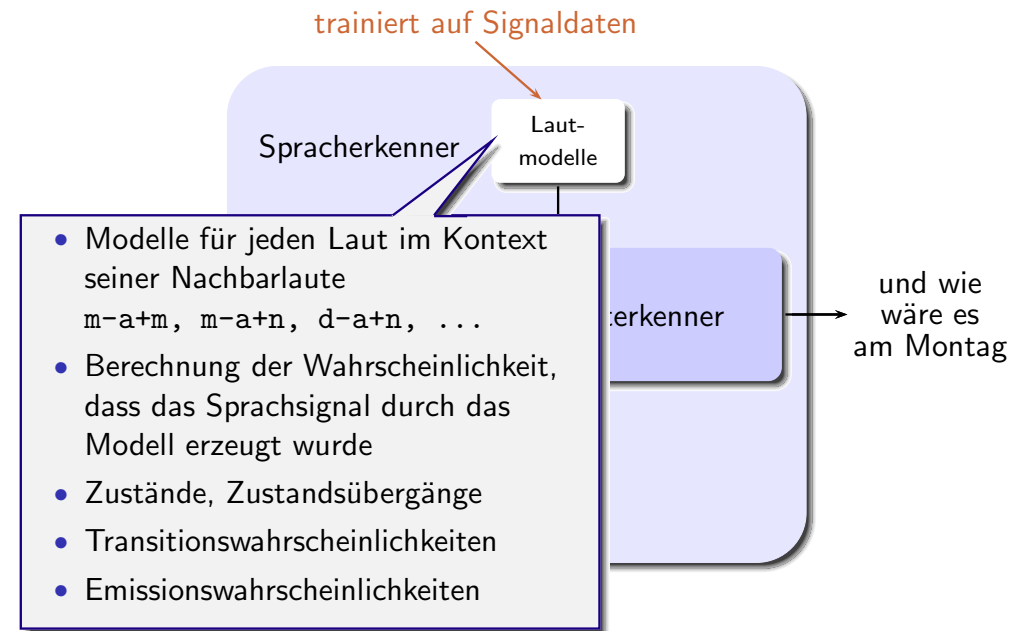 trainiert auf Signaldaten
Laut-
modelle
Spracherkenner
• Modelle für jeden Laut im Kontext
seiner Nachbarlaute
m-a+m, m-a+n, d-a+n, ...
• Berechnung der Wahrscheinlichkeit,
dass das Sprachsignal durch das
Modell erzeugt wurde
• Zustände, Zustandsübergänge
• Transitionswahrscheinlichkeiten
• Emissionswahrscheinlichkeiten
terkenner
und wie
wäre es
am Montag